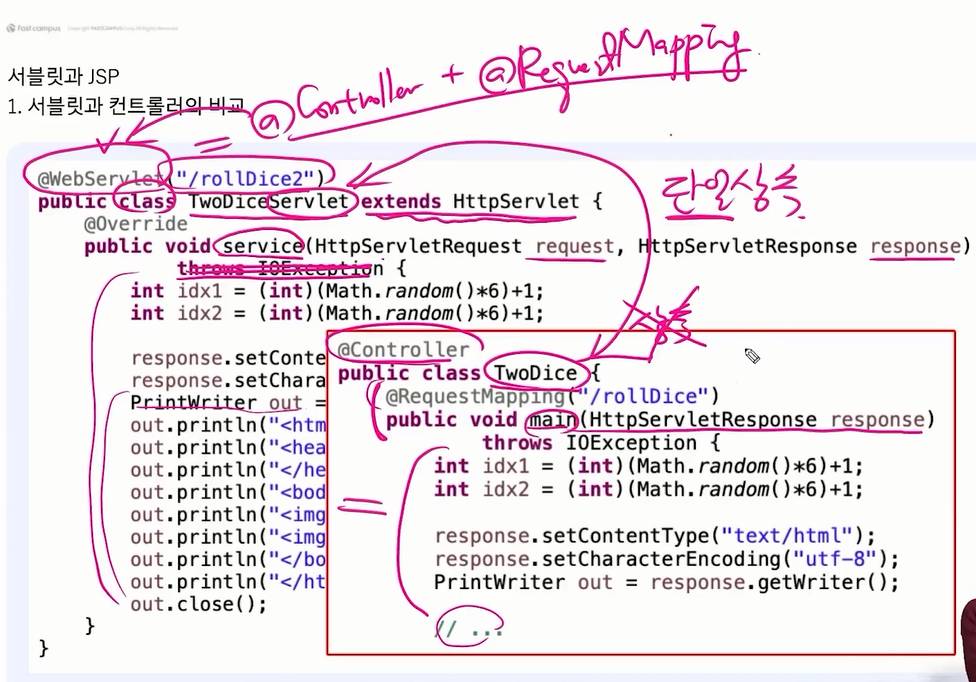 Fast campus Copyright FASTCAMPUS Corp. All Rights Reserved
서블릿과 JSP
1. 서블릿과 컨트롤러의 비교
@Controller + @RequestMapping
=
@WebServlet("/rollDice2")
public class TwoDiceServlet extends HttpServlet {
단일상속
@Override
public void service(HttpServletRequest request, HttpServletResponse response)
throws IOException {
int idx1 = (int)(Math.random()*6)+1;
int idx2 = (int)(Math.random()*6)+1;
response.setConte
response.setChara
PrintWriter out =
out.println("<htm
out.println("<hea
out.println("</he
out.println("<bod
out.println("<img
out.println("<img
out.println("</bo
out.println("</ht
out.close();
}
}
상속
@Controller
public class TwoDice {
@RequestMapping("/rollDice")
public void main(HttpServletResponse response)
throws IOException {
int idx1 = (int)(Math.random()*6)+1;
int idx2 = (int)(Math.random()*6)+1;
=
response.setContentType("text/html");
response.setCharacterEncoding("utf-8");
PrintWriter out = response.getWriter();
// ...